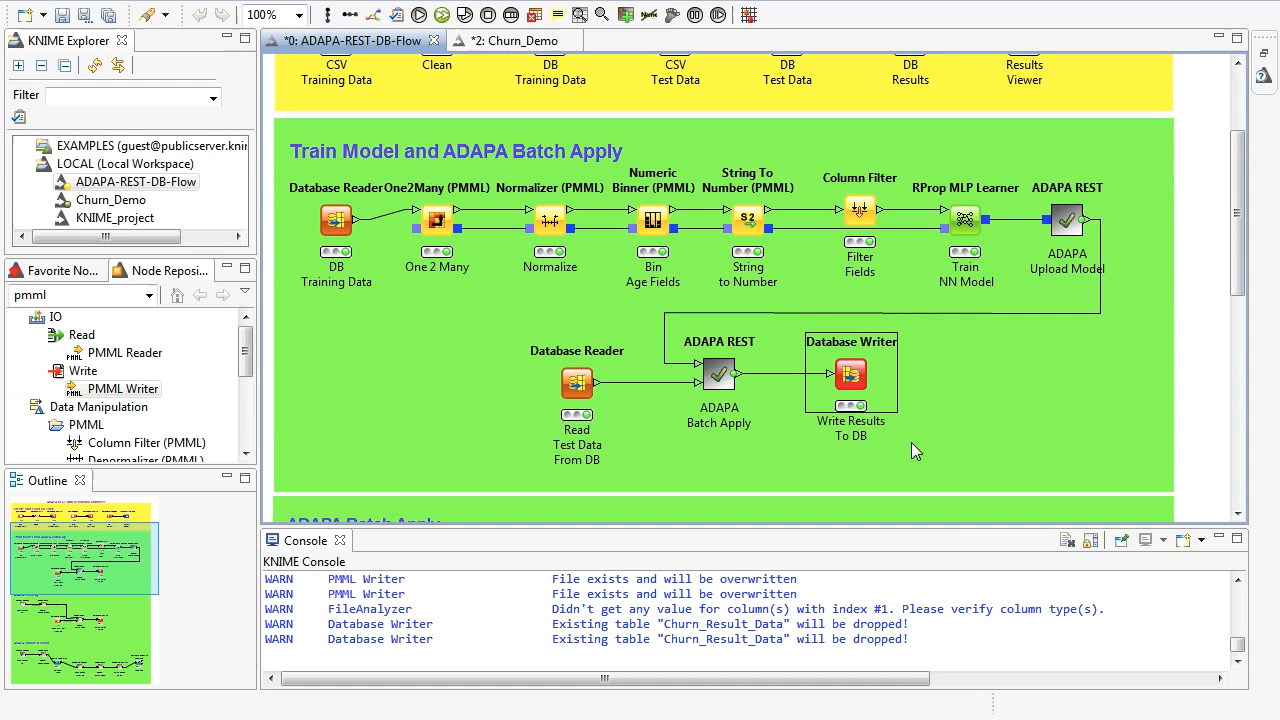 100%
KNIME Explorer
*0: ADAPA-REST-DB-Flow
*2: Churn_Demo
Filter
EXAMPLES (guest@publicserver.knir
LOCAL (Local Workspace)
ADAPA-REST-DB-Flow
Churn_Demo
KNIME_project
Favorite No...
Node Reposi...
pmml
IO
Read
PMML Reader
Write
PMML Writer
Data Manipulation
PMML
Column Filter (PMML)
Denormalizer (PMML)
Outline
CSV
Training Data
Clean
DB
Training Data
CSV
Test Data
DB
Test Data
DB
Results
Results
Viewer
Train Model and ADAPA Batch Apply
Database Reader
One2Many (PMML)
Normalizer (PMML)
Numeric
Binner (PMML)
String To
Number (PMML)
Column Filter
RProp MLP Learner
ADAPA REST
S2
DB
Training Data
One 2 Many
Normalize
Bin
Age Fields
String
to Number
Filter
Fields
Train
NN Model
ADAPA
Upload Model
Database Reader
ADAPA REST
Database Writer
Read
Test Data
From DB
ADAPA
Batch Apply
Write Results
To DB
ADAPA Batch Apply
Console
KNIME Console
WARN PMML Writer File exists and will be overwritten
WARN PMML Writer File exists and will be overwritten
WARN FileAnalyzer Didn't get any value for column(s) with index #1. Please verify column type(s).
WARN Database Writer Existing table "Churn_Result_Data" will be dropped!
WARN Database Writer Existing table "Churn_Result_Data" will be dropped!